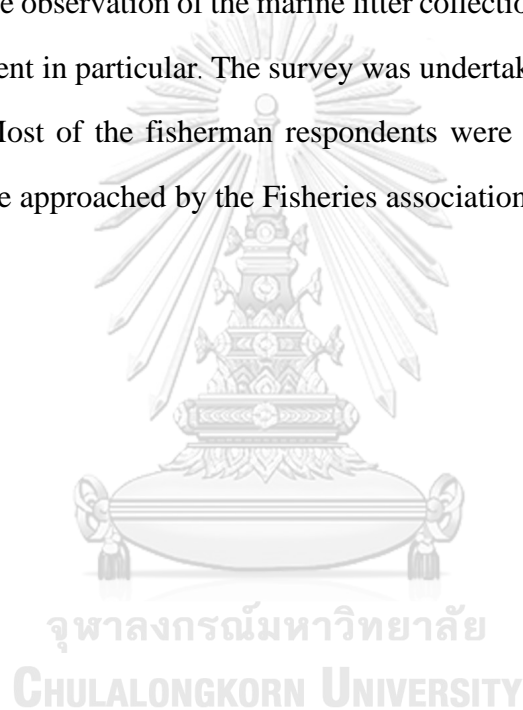 e observation of the marine litter collection
ent in particular. The survey was undertak
Most of the fisherman respondents were
e approached by the Fisheries association
จุฬาลงกรณ์มหาวิทยาลัย
CHULALONGKORN UNIVERSITY